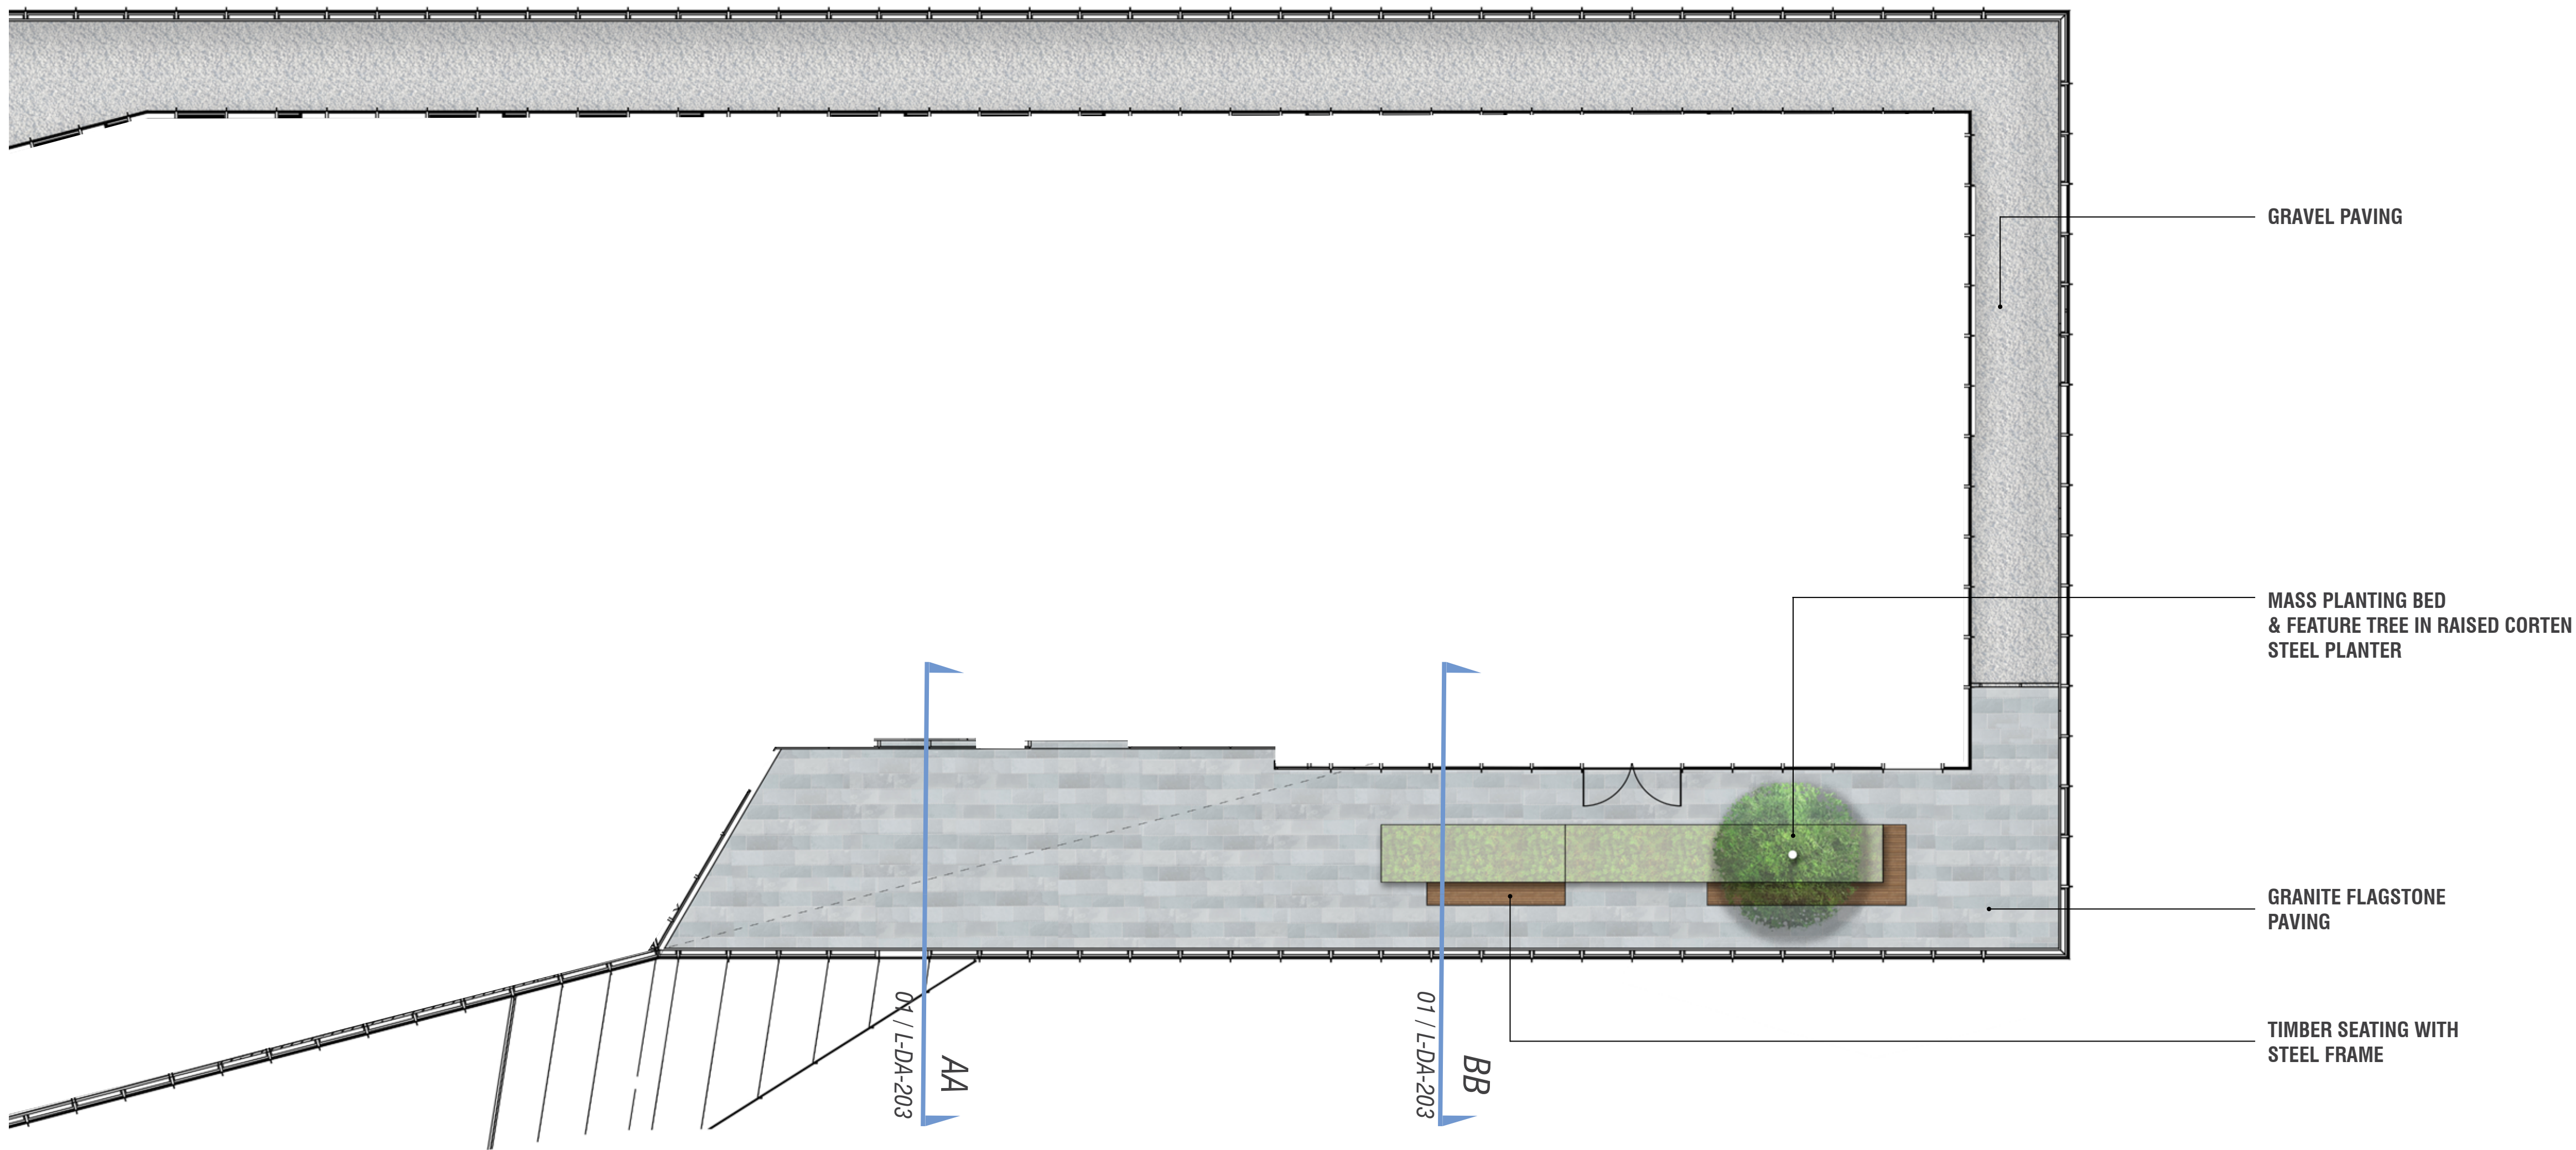 GRAVEL PAVING
MASS PLANTING BED
& FEATURE TREE IN RAISED CORTEN
STEEL PLANTER
GRANITE FLAGSTONE
PAVING
TIMBER SEATING WITH
STEEL FRAME
01 / L-DA-203
AA
01 / L-DA-203
BB